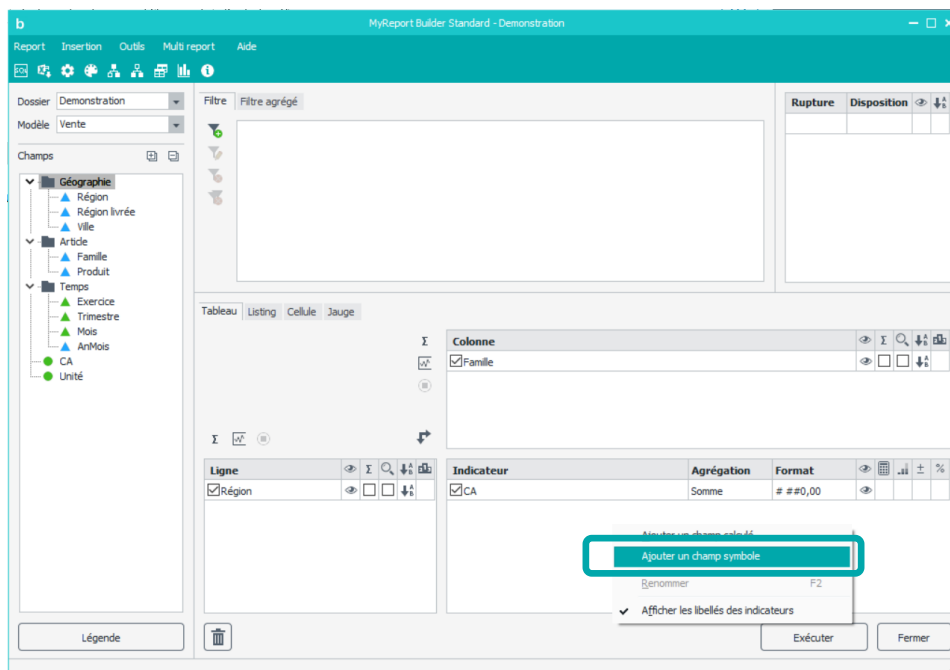 b MyReport Builder Standard - Demonstration
Report Insertion Outils Multi report Aide
Dossier Demonstration
Modèle Vente
Champs
Géographie
Région
Région livrée
Ville
Article
Famille
Produit
Temps
Exercice
Trimestre
Mois
AnMois
CA
Unité
Légende
Filtre Filtre agrégé
Rupture Disposition
Tableau Listing Cellule Jauge
Σ Colonne Σ
Famille
Σ
Ligne Σ
Région
Indicateur Agrégation Format ± %
CA Somme # ##0,00
Ajouter un champ calculé
Ajouter un champ symbole
Renommer F2
Afficher les libellés des indicateurs
Exécuter Fermer